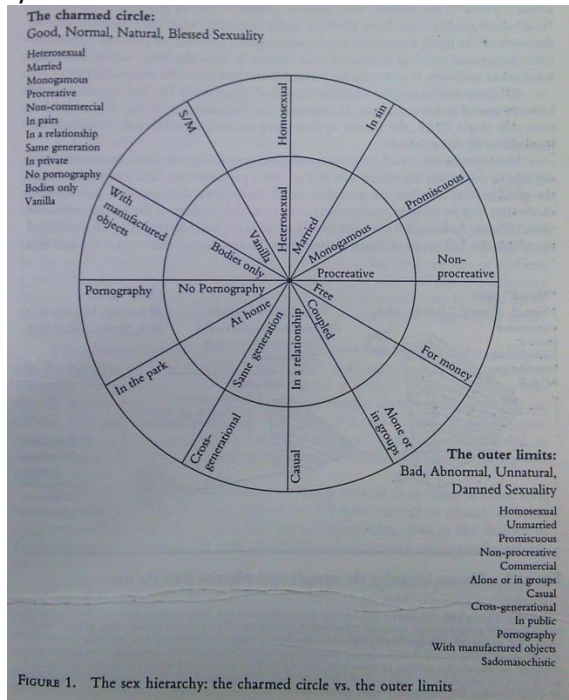 The charmed circle:
Good, Normal, Natural, Blessed Sexuality
Heterosexual
Married
Monogamous
Procreative
Non-commercial
In pairs
In a relationship
Same generation
In private
No pornography
Bodies only
Vanilla
Homosexual
In sin
Promiscuous
Non-
procreative
For money
Alone or
in groups
Casual
Cross-
generational
In the park
Pornography
With
manufactured
objects
S/M
Heterosexual
Married
Monogamous
Procreative
Free
Coupled
In a relationship
Same generation
At home
No Pornography
Bodies only
Vanilla
The outer limits:
Bad, Abnormal, Unnatural,
Damned Sexuality
Homosexual
Unmarried
Promiscuous
Non-procreative
Commercial
Alone or in groups
Casual
Cross-generational
In public
Pornography
With manufactured objects
Sadomasochistic
FIGURE 1. The sex hierarchy: the charmed circle vs. the outer limits